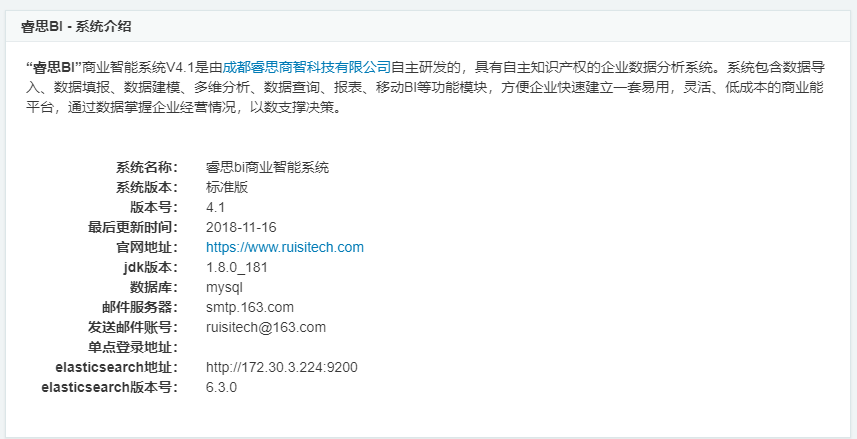 睿思BI - 系统介绍
“睿思BI”商业智能系统V4.1是由成都睿思商智科技有限公司自主研发的，具有自主知识产权的企业数据分析系统。系统包含数据导
入、数据填报、数据建模、多维分析、数据查询、报表、移动BI等功能模块，方便企业快速建立一套易用，灵活、低成本的商业能
平台，通过数据掌握企业经营情况，以数支撑决策。
系统名称： 睿思bi商业智能系统
系统版本： 标准版
版本号： 4.1
最后更新时间： 2018-11-16
官网地址： https://www.ruisitech.com
jdk版本： 1.8.0_181
数据库： mysql
邮件服务器： smtp.163.com
发送邮件账号： ruisitech@163.com
单点登录地址：
elasticsearch地址： http://172.30.3.224:9200
elasticsearch版本号： 6.3.0